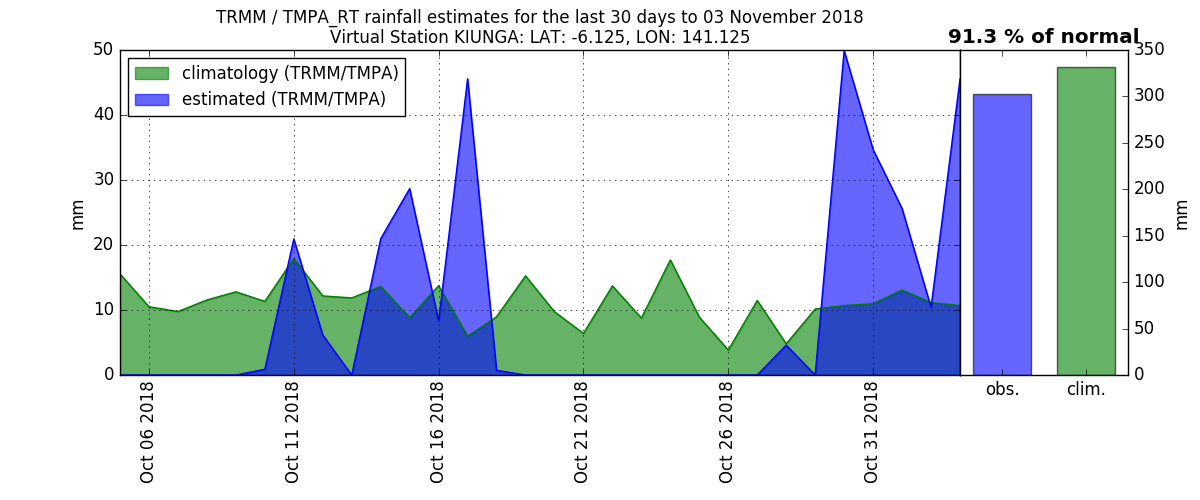 TRMM / TMPA_RT rainfall estimates for the last 30 days to 03 November 2018
Virtual Station KIUNGA: LAT: -6.125, LON: 141.125
91.3 % of normal
climatology (TRMM/TMPA)
estimated (TRMM/TMPA)
50
40
30
20
10
0
mm
Oct 06 2018
Oct 11 2018
Oct 16 2018
Oct 21 2018
Oct 26 2018
Oct 31 2018
obs.
clim.
350
300
250
200
150
100
50
0
mm